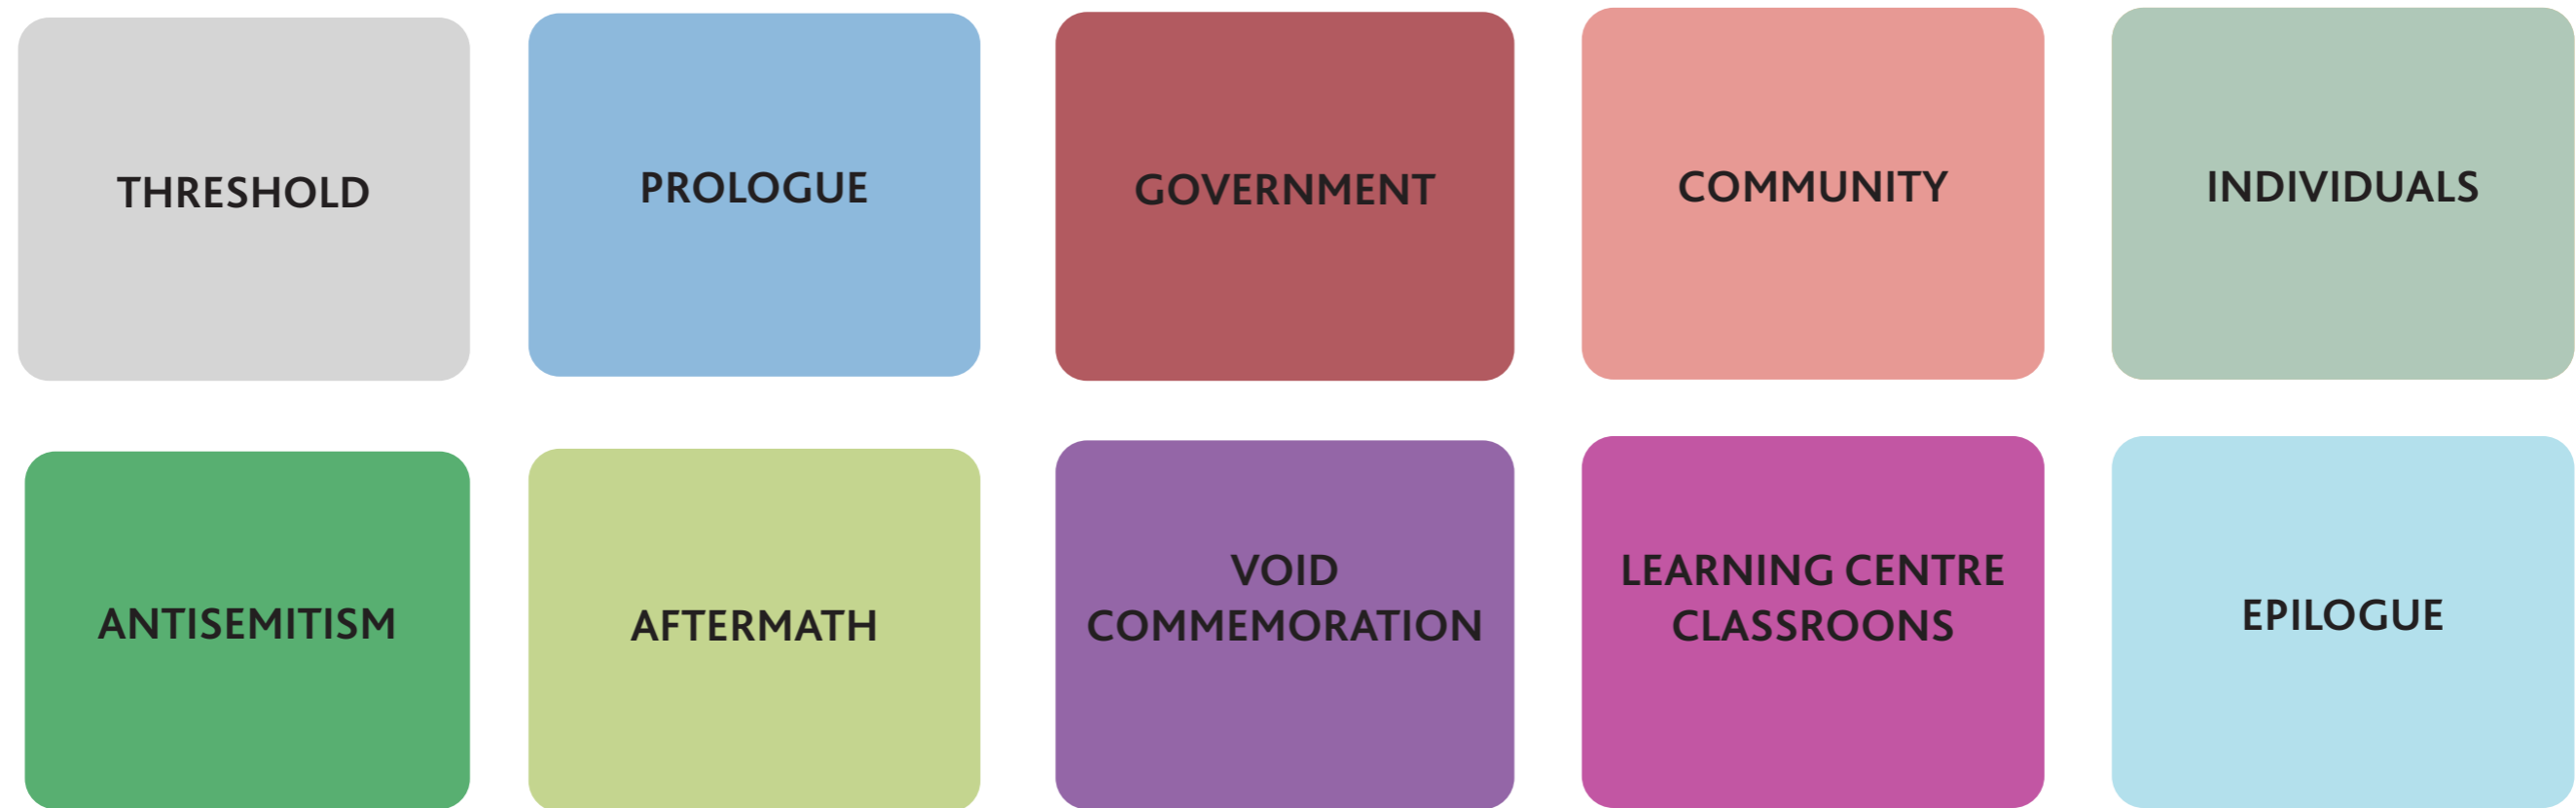 THRESHOLD
PROLOGUE
GOVERNMENT
COMMUNITY
INDIVIDUALS
ANTISEMITISM
AFTERMATH
VOID
COMMEMORATION
LEARNING CENTRE
CLASSROONS
EPILOGUE